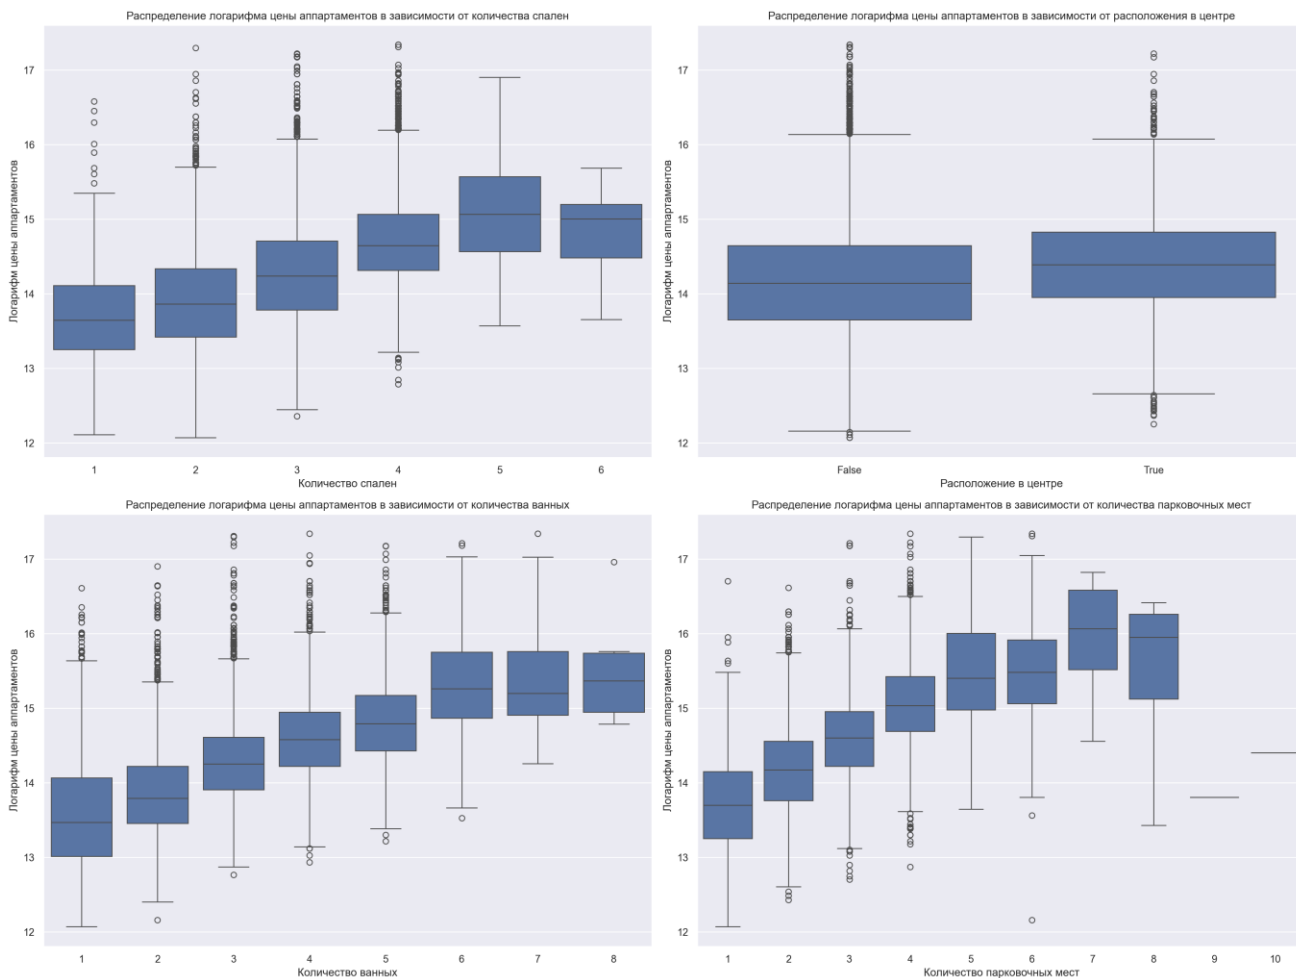 Распределение логарифма цены аппартаментов в зависимости от количества спален
Логарифм цены аппартаментов
17
16
15
14
13
12
1 2 3 4 5 6
Количество спален
Распределение логарифма цены аппартаментов в зависимости от расположения в центре
Логарифм цены аппартаментов
17
16
15
14
13
12
False True
Расположение в центре
Распределение логарифма цены аппартаментов в зависимости от количества ванных
Логарифм цены аппартаментов
17
16
15
14
13
12
1 2 3 4 5 6 7 8
Количество ванных
Распределение логарифма цены аппартаментов в зависимости от количества парковочных мест
Логарифм цены аппартаментов
17
16
15
14
13
12
1 2 3 4 5 6 7 8 9 10
Количество парковочных мест